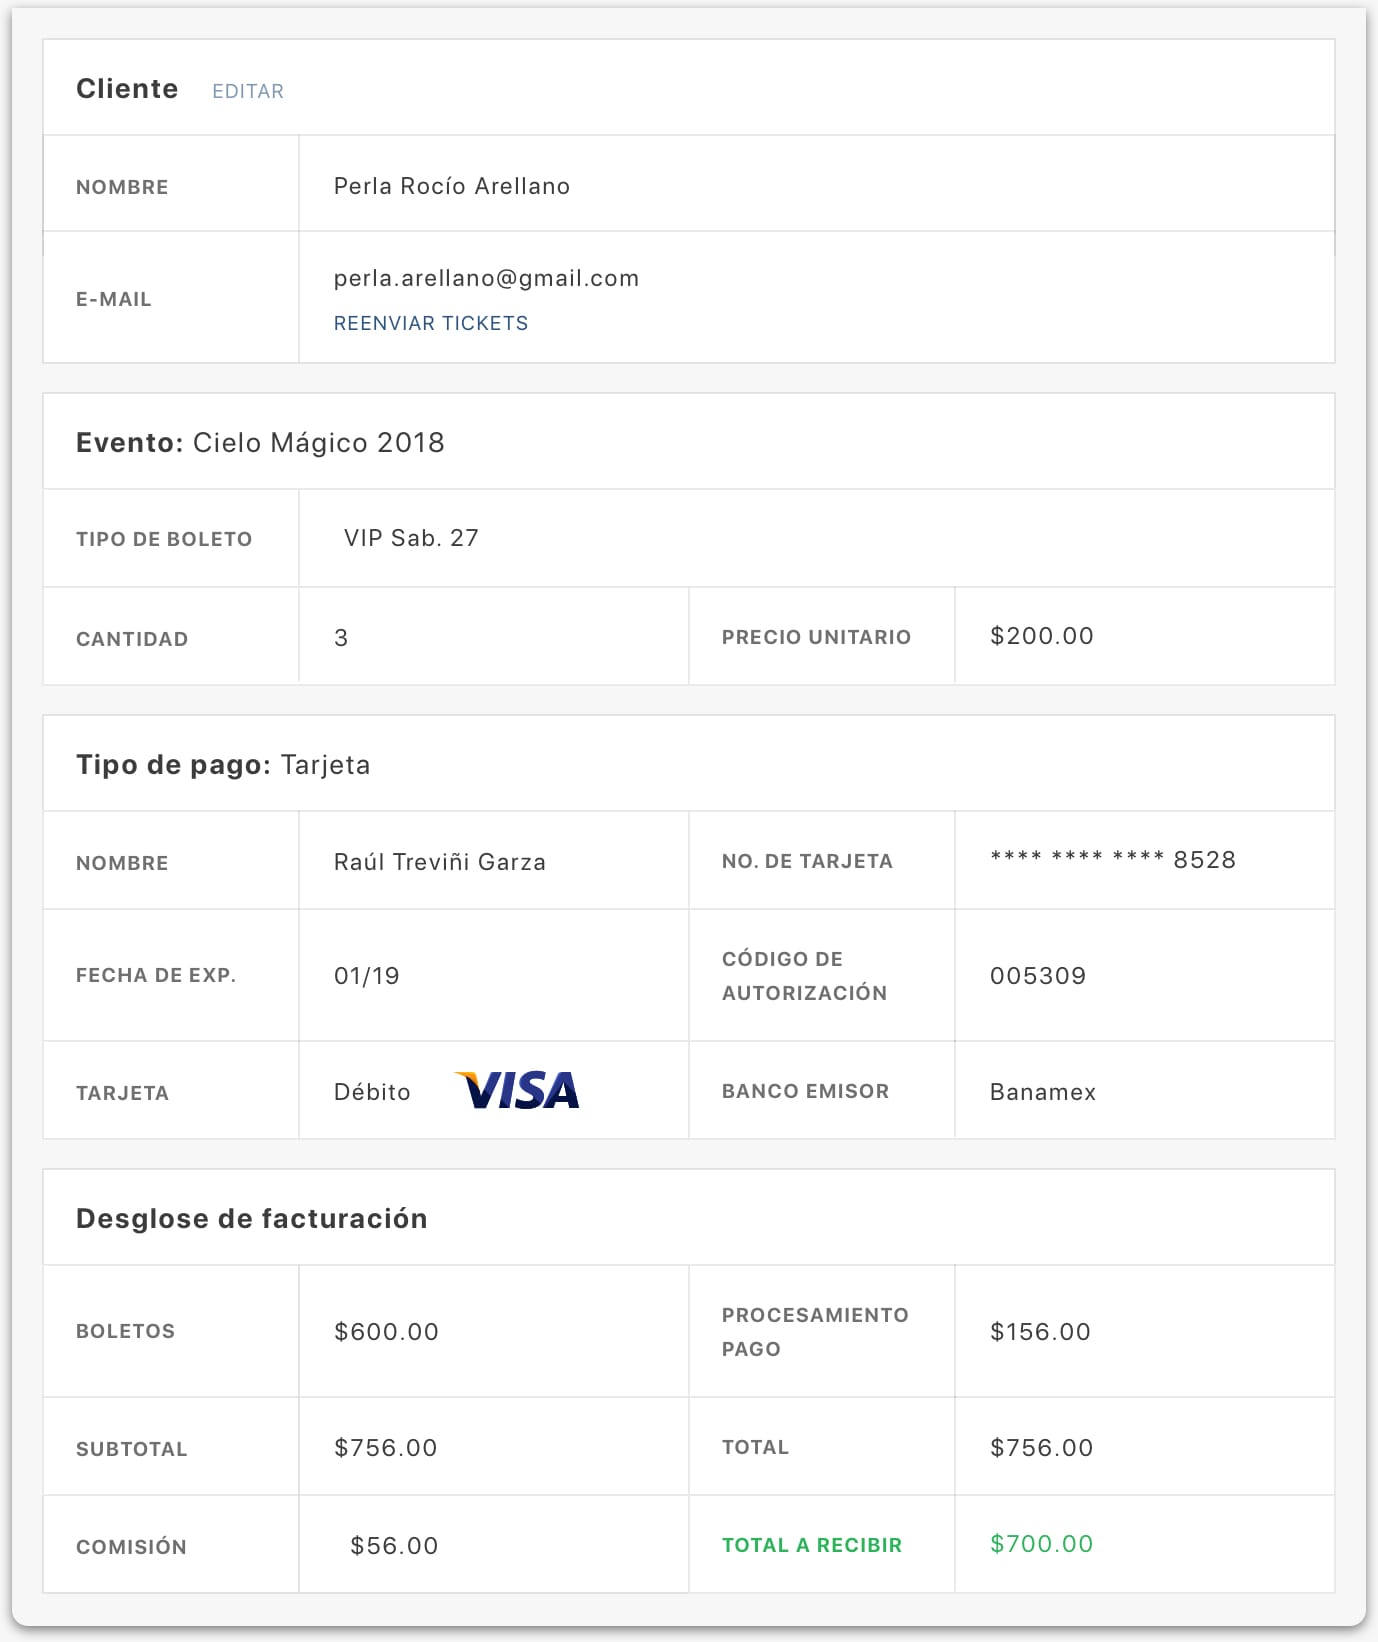 Cliente EDITAR
NOMBRE Perla Rocío Arellano
E-MAIL perla.arellano@gmail.com
REENVIAR TICKETS
Evento: Cielo Mágico 2018
TIPO DE BOLETO VIP Sab. 27
CANTIDAD 3 PRECIO UNITARIO $200.00
Tipo de pago: Tarjeta
NOMBRE Raúl Treviñi Garza NO. DE TARJETA **** **** **** 8528
FECHA DE EXP. 01/19 CÓDIGO DE
AUTORIZACIÓN 005309
TARJETA Débito VISA BANCO EMISOR Banamex
Desglose de facturación
BOLETOS $600.00 PROCESAMIENTO
PAGO $156.00
SUBTOTAL $756.00 TOTAL $756.00
COMISIÓN $56.00 TOTAL A RECIBIR $700.00